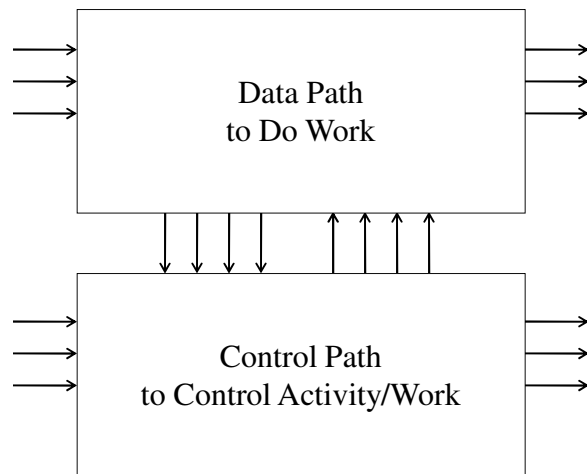 Data Path
to Do Work
Control Path
to Control Activity/Work